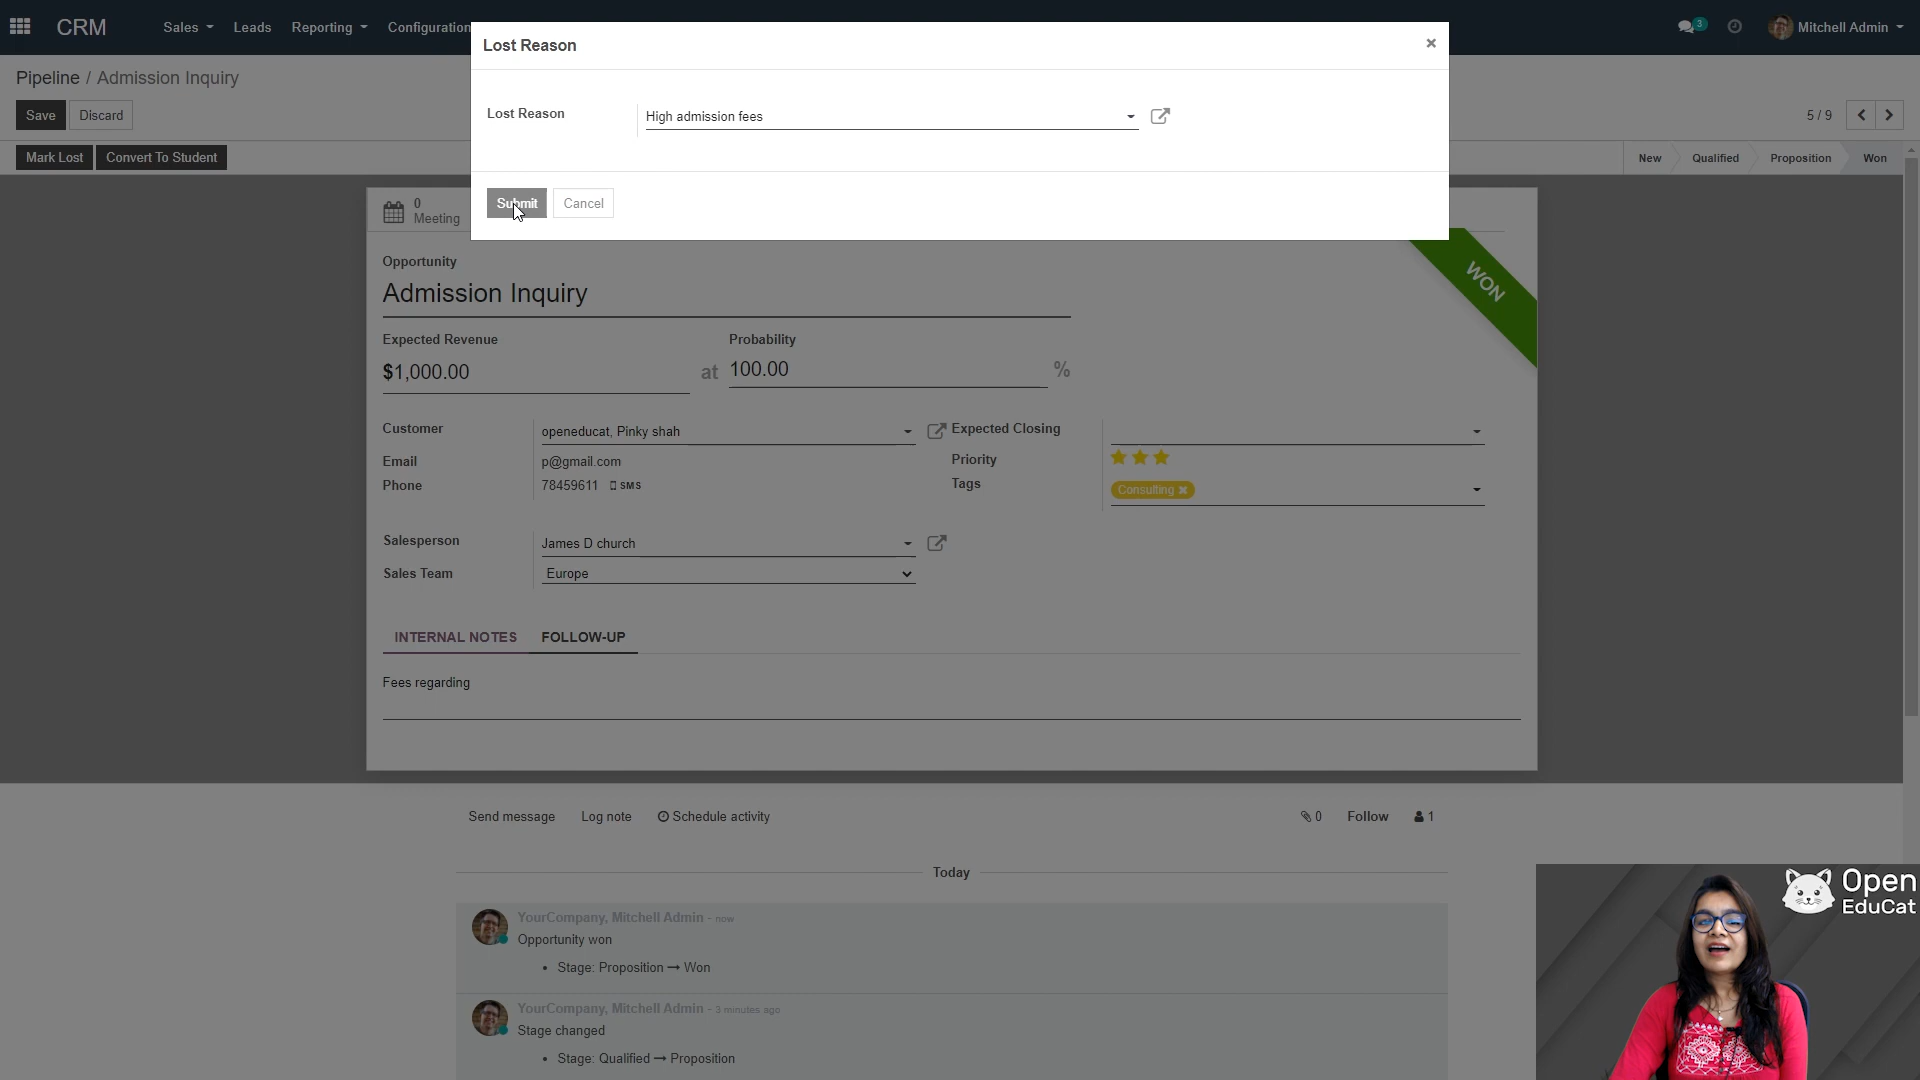 CRM Sales Leads Reporting Configuration 3 Mitchell Admin
Lost Reason ×
Pipeline / Admission Inquiry
Save Discard 5 / 9
Lost Reason High admission fees
Mark Lost Convert To Student New Qualified Proposition Won
Submit Cancel
0
Meeting
WON
Opportunity
Admission Inquiry
Expected Revenue Probability
$1,000.00 at 100.00 %
Customer openeducat, Pinky shah Expected Closing
Email p@gmail.com Priority
Phone 78459611 SMS Tags Consulting ×
Salesperson James D church
Sales Team Europe
INTERNAL NOTES FOLLOW-UP
Fees regarding
Send message Log note Schedule activity 0 Follow 1
Today
YourCompany, Mitchell Admin - now
Opportunity won
• Stage: Proposition → Won
YourCompany, Mitchell Admin - 3 minutes ago
Stage changed
• Stage: Qualified → Proposition
Open
EduCat